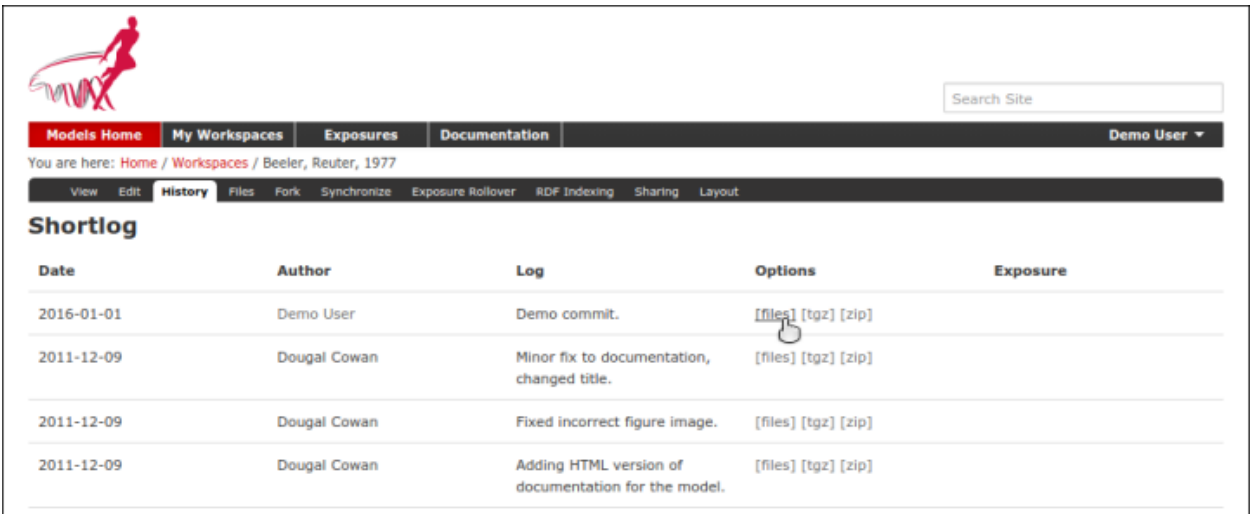 Search Site
Models Home My Workspaces Exposures Documentation Demo User
You are here: Home / Workspaces / Beeler, Reuter, 1977
View Edit History Files Fork Synchronize Exposure Rollover RDF Indexing Sharing Layout
Shortlog
Date Author Log Options Exposure
2016-01-01 Demo User Demo commit. [files] [tgz] [zip]
2011-12-09 Dougal Cowan Minor fix to documentation, [files] [tgz] [zip]
changed title.
2011-12-09 Dougal Cowan Fixed incorrect figure image. [files] [tgz] [zip]
2011-12-09 Dougal Cowan Adding HTML version of [files] [tgz] [zip]
documentation for the model.